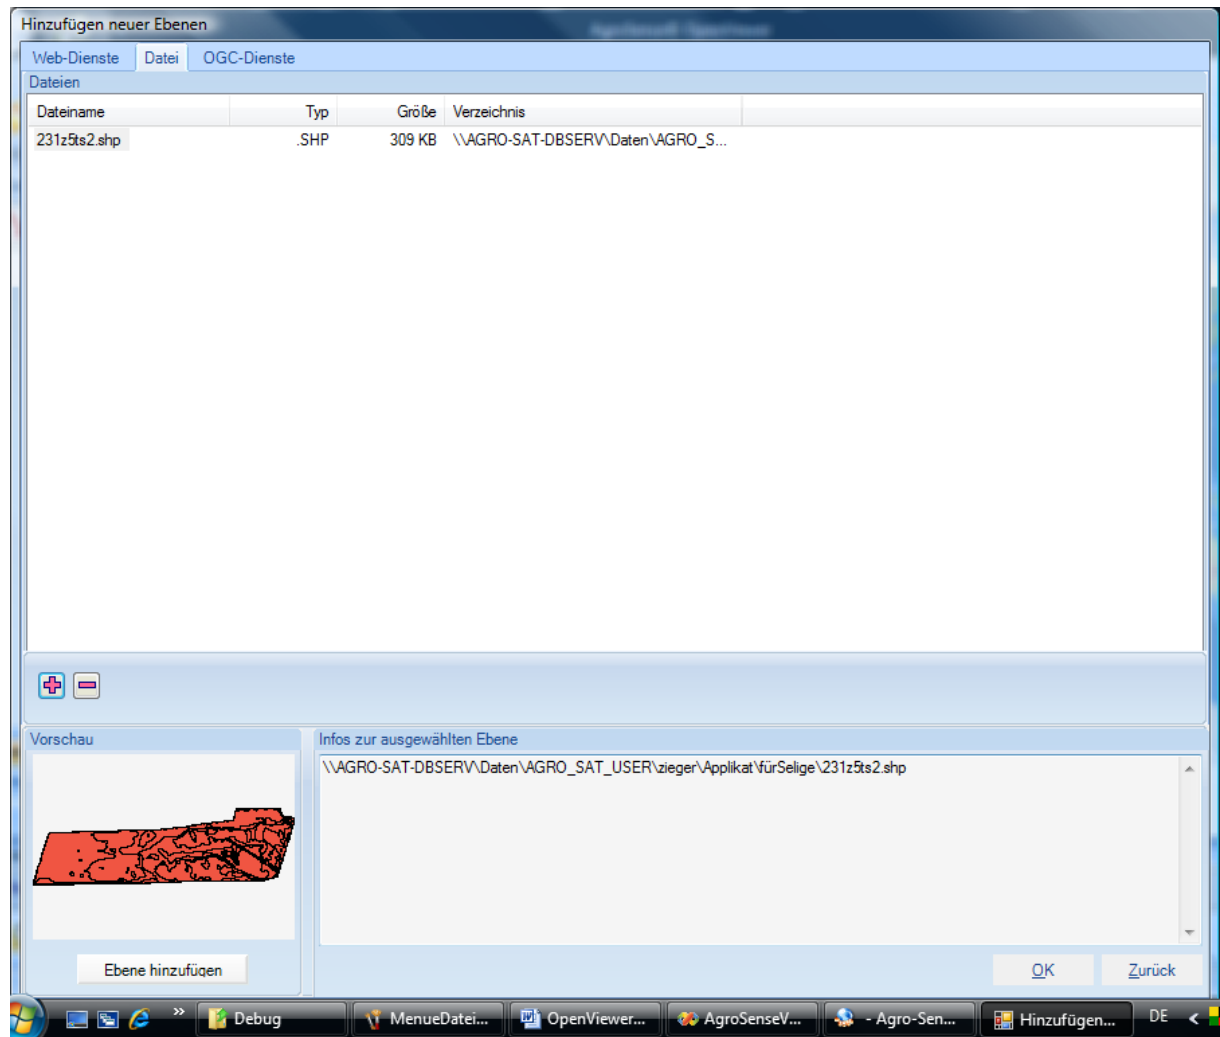 Hinzufügen neuer Ebenen
Web-Dienste Datei OGC-Dienste
Dateien
Dateiname Typ Größe Verzeichnis
231z5ts2.shp .SHP 309 KB \\AGRO-SAT-DBSERV\Daten\AGRO_S...
Vorschau
Infos zur ausgewählten Ebene
\\AGRO-SAT-DBSERV\Daten\AGRO_SAT_USER\zieger\Applikat\fürSelige\231z5ts2.shp
Ebene hinzufügen
OK Zurück
» Debug MenueDatei... OpenViewer... AgroSenseV... - Agro-Sen... Hinzufügen... DE <